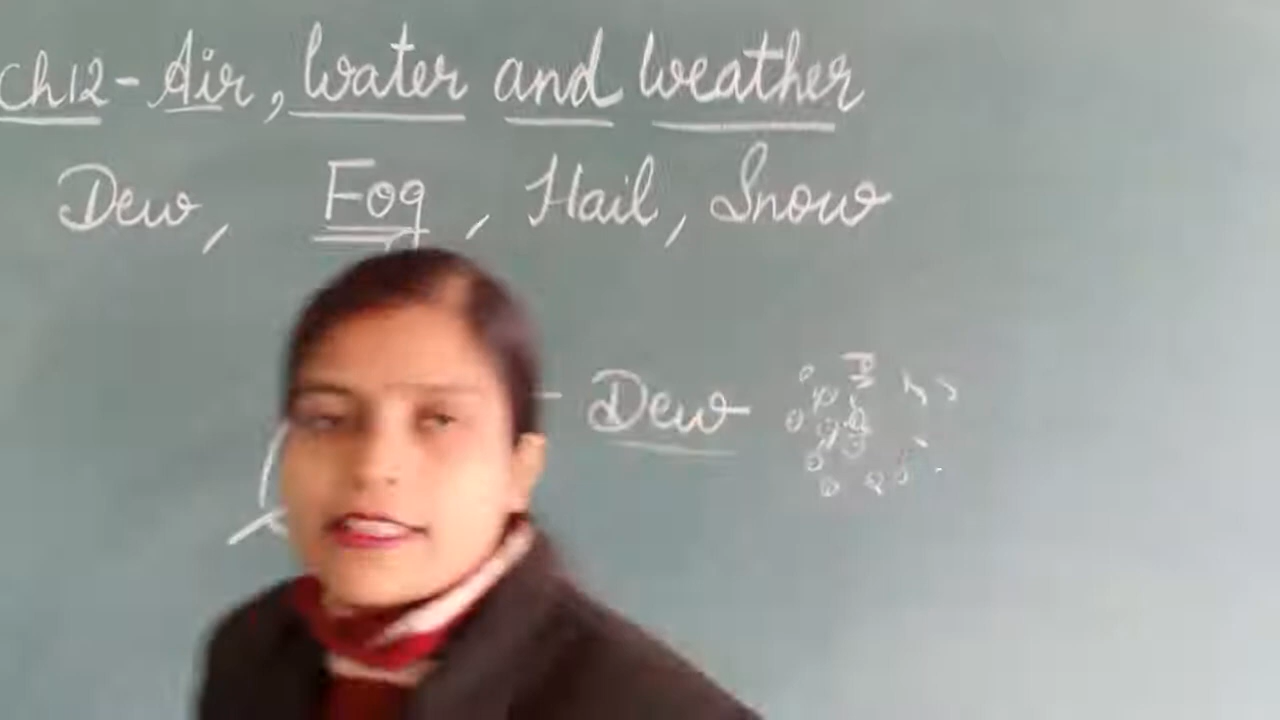 Ch12 - Air, Water and Weather
Dew, Fog, Hail, Snow
- Dew